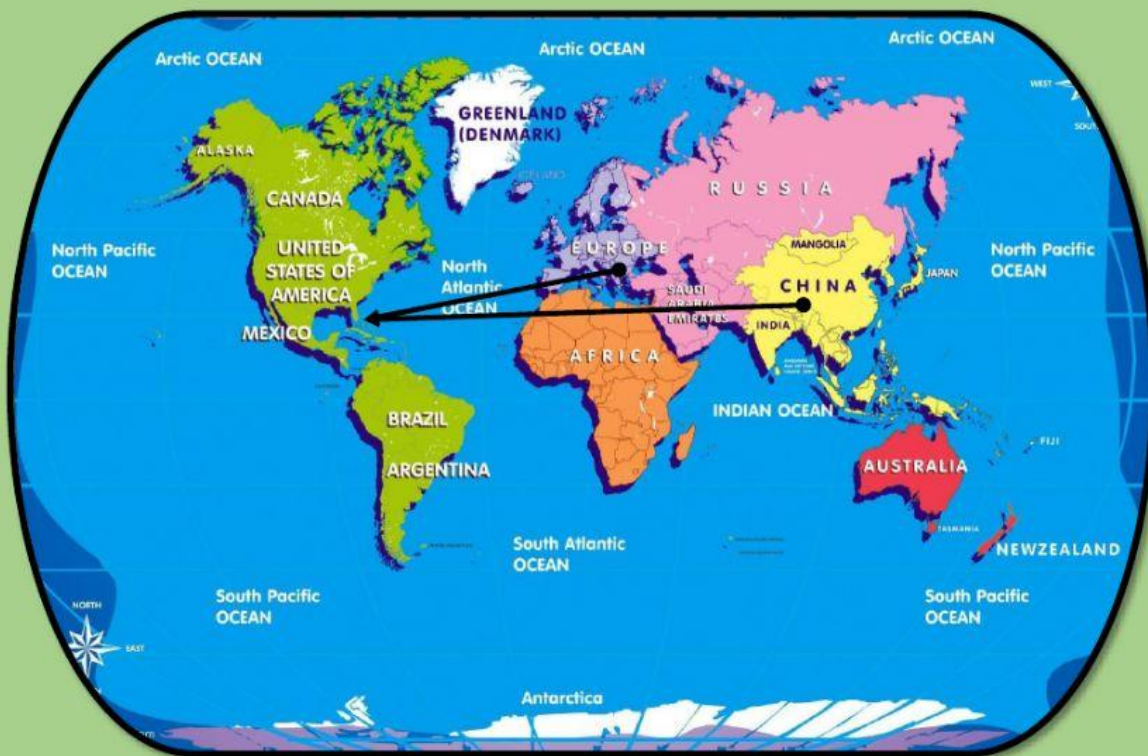 Arctic OCEAN
Arctic OCEAN
Arctic OCEAN
WEST
SOUT
GREENLAND
(DENMARK)
ALASKA
ICELAND
CANADA
RUSSIA
North Pacific
OCEAN
UNITED
STATES OF
AMERICA
North
Atlantic
OCEAN
EUROPE
MANGOLIA
CHINA
JAPAN
North Pacific
OCEAN
SAUDI
ARABIA
EMIRATES
MEXICO
INDIA
AFRICA
BRAZIL
INDIAN OCEAN
ARGENTINA
AUSTRALIA
FIJI
TASMANIA
South Atlantic
OCEAN
NEWZEALAND
South Pacific
OCEAN
South Pacific
OCEAN
NORTH
EAST
Antarctica